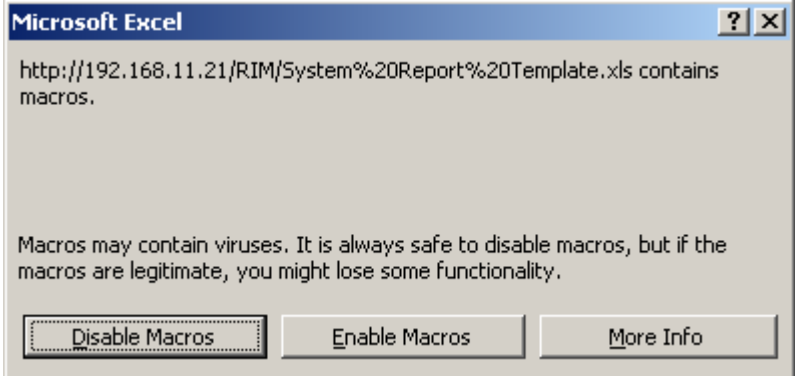 Microsoft Excel
http://192.168.11.21/RIM/System%20Report%20Template.xls contains
macros.
Macros may contain viruses. It is always safe to disable macros, but if the
macros are legitimate, you might lose some functionality.
Disable Macros Enable Macros More Info